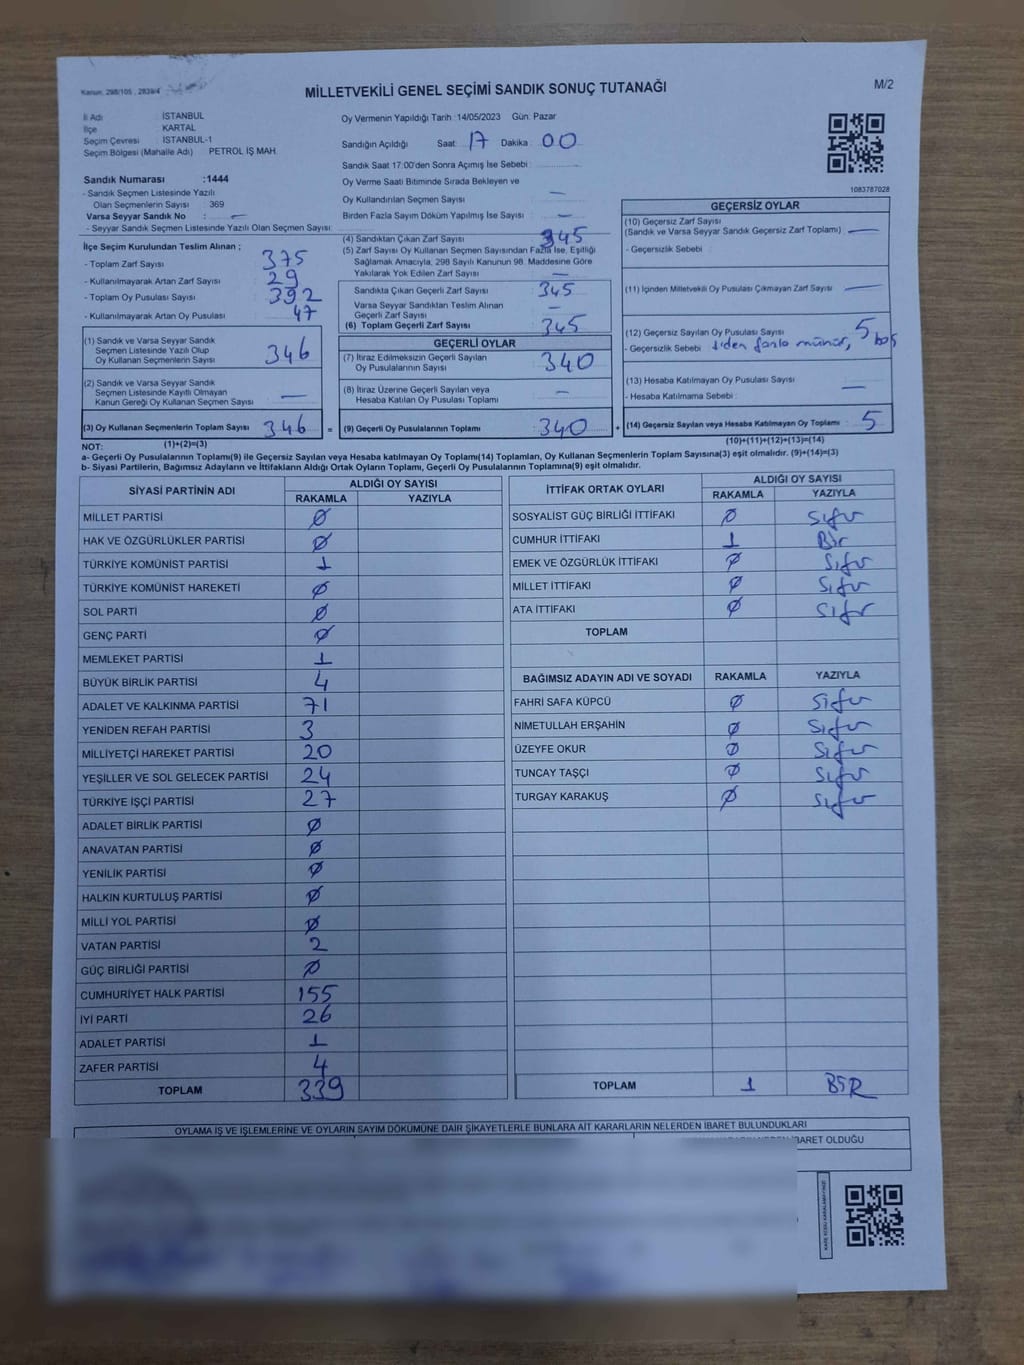 Kanun: 298/105 , 2839/4
MİLLETVEKİLİ GENEL SEÇİMİ SANDIK SONUÇ TUTANAĞI
M/2
İl Adı : İSTANBUL
İlçe : KARTAL
Seçim Çevresi : İSTANBUL-1
Seçim Bölgesi (Mahalle Adı) : PETROL İŞ MAH.
Sandık Numarası :1444
- Sandık Seçmen Listesinde Yazılı
Olan Seçmenlerin Sayısı : 369
Varsa Seyyar Sandık No : —
- Seyyar Sandık Seçmen Listesinde Yazılı Olan Seçmen Sayısı:
İlçe Seçim Kurulundan Teslim Alınan ;
- Toplam Zarf Sayısı : 375
- Kullanılmayarak Artan Zarf Sayısı : 29
- Toplam Oy Pusulası Sayısı : 392
- Kullanılmayarak Artan Oy Pusulası : 47
(1) Sandık ve Varsa Seyyar Sandık
Seçmen Listesinde Yazılı Olup
Oy Kullanan Seçmenlerin Sayısı : 346
(2) Sandık ve Varsa Seyyar Sandık
Seçmen Listesinde Kayıtlı Olmayan
Kanun Gereği Oy Kullanan Seçmen Sayısı : —
(3) Oy Kullanan Seçmenlerin Toplam Sayısı : 346 =
Oy Vermenin Yapıldığı Tarih :14/05/2023 Gün: Pazar
Sandığın Açıldığı Saat: 17 Dakika: 00
Sandık Saat 17:00'den Sonra Açımış İse Sebebi :
Oy Verme Saati Bitiminde Sırada Bekleyen ve
Oy Kullandırılan Seçmen Sayısı : —
Birden Fazla Sayım Döküm Yapılmış İse Sayısı : —
(4) Sandıktan Çıkan Zarf Sayısı : 345
(5) Zarf Sayısı Oy Kullanan Seçmen Sayısından Fazla İse, Eşitliği
Sağlamak Amacıyla, 298 Sayılı Kanunun 98. Maddesine Göre
Yakılarak Yok Edilen Zarf Sayısı : —
Sandıkta Çıkan Geçerli Zarf Sayısı : 345
Varsa Seyyar Sandıktan Teslim Alınan
Geçerli Zarf Sayısı : —
(6) Toplam Geçerli Zarf Sayısı : 345
GEÇERLİ OYLAR
(7) İtiraz Edilmeksizin Geçerli Sayılan
Oy Pusulalarının Sayısı : 340
(8) İtiraz Üzerine Geçerli Sayılan veya
Hesaba Katılan Oy Pusulası Toplamı : —
(9) Geçerli Oy Pusulalarının Toplamı : 340 +
1083787028
GEÇERSİZ OYLAR
(10) Geçersiz Zarf Sayısı
(Sandık ve Varsa Seyyar Sandık Geçersiz Zarf Toplamı) : —
- Geçersizlik Sebebi :
(11) İçinden Milletvekili Oy Pusulası Çıkmayan Zarf Sayısı : —
(12) Geçersiz Sayılan Oy Pusulası Sayısı : 5
- Geçersizlik Sebebi : 1'den fazla mühür, boş
(13) Hesaba Katılmayan Oy Pusulası Sayısı : —
- Hesaba Katılmama Sebebi :
(14) Geçersiz Sayılan veya Hesaba Katılmayan Oy Toplamı : 5
NOT: (1)+(2)=(3) (10)+(11)+(12)+(13)=(14)
a- Geçerli Oy Pusulalarının Toplamı(9) ile Geçersiz Sayılan veya Hesaba Katılmayan Oy Toplamı(14) Toplamları, Oy Kullanan Seçmenlerin Toplam Sayısına(3) eşit olmalıdır. (9)+(14)=(3)
b- Siyasi Partilerin, Bağımsız Adayların ve İttifakların Aldığı Ortak Oyların Toplamı, Geçerli Oy Pusulalarının Toplamına(9) eşit olmalıdır.
SİYASİ PARTİNİN ADI ALDIĞI OY SAYISI
RAKAMLA YAZIYLA
MİLLET PARTİSİ 0
HAK VE ÖZGÜRLÜKLER PARTİSİ 0
TÜRKİYE KOMÜNİST PARTİSİ 1
TÜRKİYE KOMÜNİST HAREKETİ 0
SOL PARTİ 0
GENÇ PARTİ 0
MEMLEKET PARTİSİ 1
BÜYÜK BİRLİK PARTİSİ 4
ADALET VE KALKINMA PARTİSİ 71
YENİDEN REFAH PARTİSİ 3
MİLLİYETÇİ HAREKET PARTİSİ 20
YEŞİLLER VE SOL GELECEK PARTİSİ 24
TÜRKİYE İŞÇİ PARTİSİ 27
ADALET BİRLİK PARTİSİ 0
ANAVATAN PARTİSİ 0
YENİLİK PARTİSİ 0
HALKIN KURTULUŞ PARTİSİ 0
MİLLİ YOL PARTİSİ 0
VATAN PARTİSİ 2
GÜÇ BİRLİĞİ PARTİSİ 0
CUMHURİYET HALK PARTİSİ 155
İYİ PARTİ 26
ADALET PARTİSİ 1
ZAFER PARTİSİ 4
TOPLAM 339
İTTİFAK ORTAK OYLARI ALDIĞI OY SAYISI
RAKAMLA YAZIYLA
SOSYALİST GÜÇ BİRLİĞİ İTTİFAKI 0 Sıfır
CUMHUR İTTİFAKI 1 Bir
EMEK VE ÖZGÜRLÜK İTTİFAKI 0 Sıfır
MİLLET İTTİFAKI 0 Sıfır
ATA İTTİFAKI 0 Sıfır
TOPLAM
BAĞIMSIZ ADAYIN ADI VE SOYADI RAKAMLA YAZIYLA
FAHRİ SAFA KÜPCÜ 0 Sıfır
NİMETULLAH ERŞAHİN 0 Sıfır
ÜZEYFE OKUR 0 Sıfır
TUNCAY TAŞÇI 0 Sıfır
TURGAY KARAKUŞ 0 Sıfır
TOPLAM 1 BİR
OYLAMA İŞ VE İŞLEMLERİNE VE OYLARIN SAYIM DÖKÜMÜNE DAİR ŞİKAYETLERLE BUNLARA AİT KARARLARIN NELERDEN İBARET BULUNDUKLARI
İBARET OLDUĞU